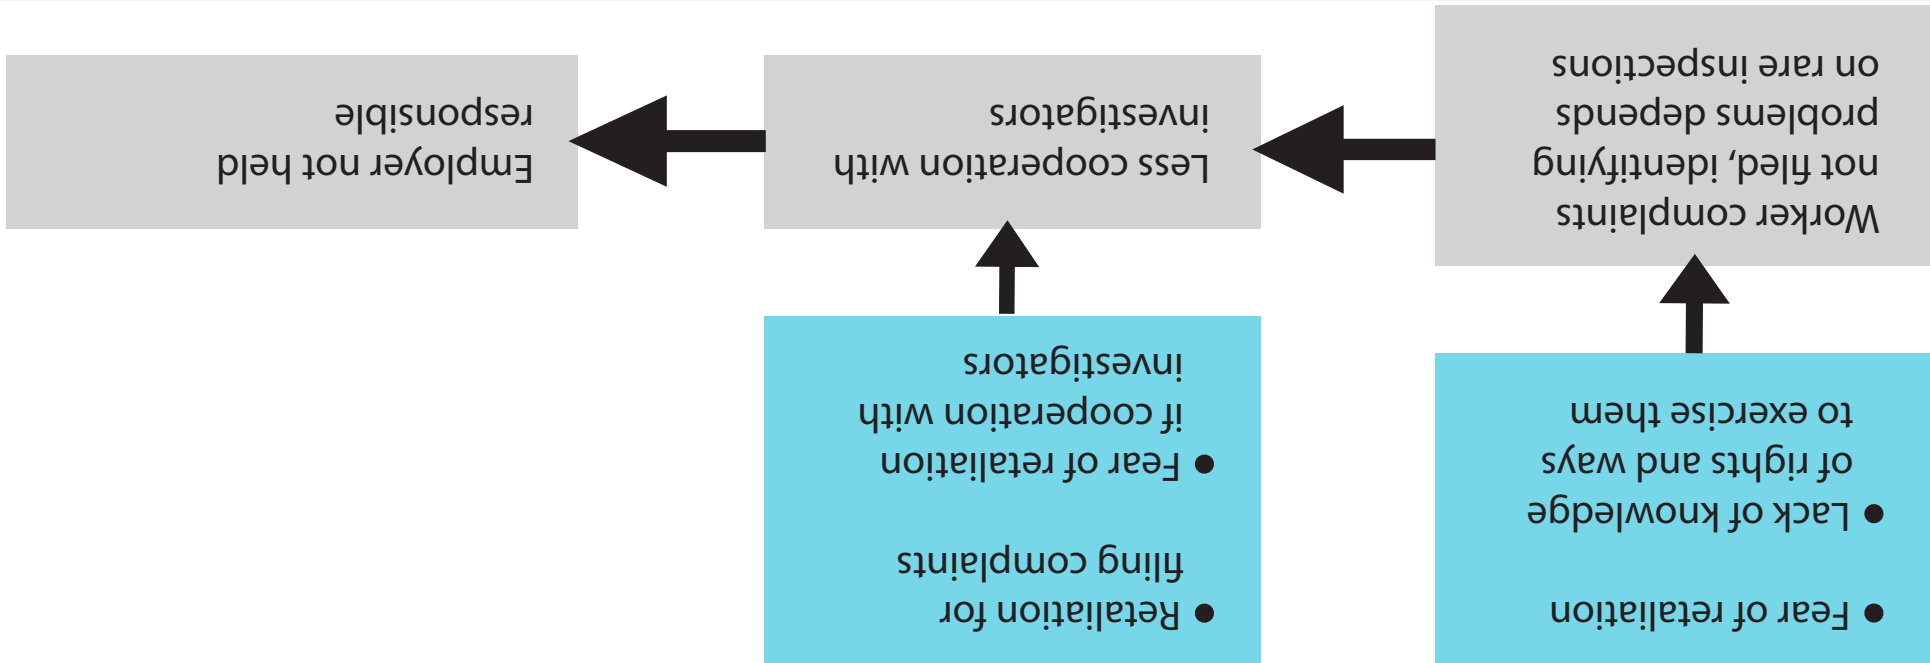 • Fear of retaliation
• Lack of knowledge
of rights and ways
to exercise them
• Retaliation for
filing complaints
• Fear of retaliation
if cooperation with
investigators
Worker complaints
not filed, identifying
problems depends
on rare inspections
Less cooperation with
investigators
Employer not held
responsible